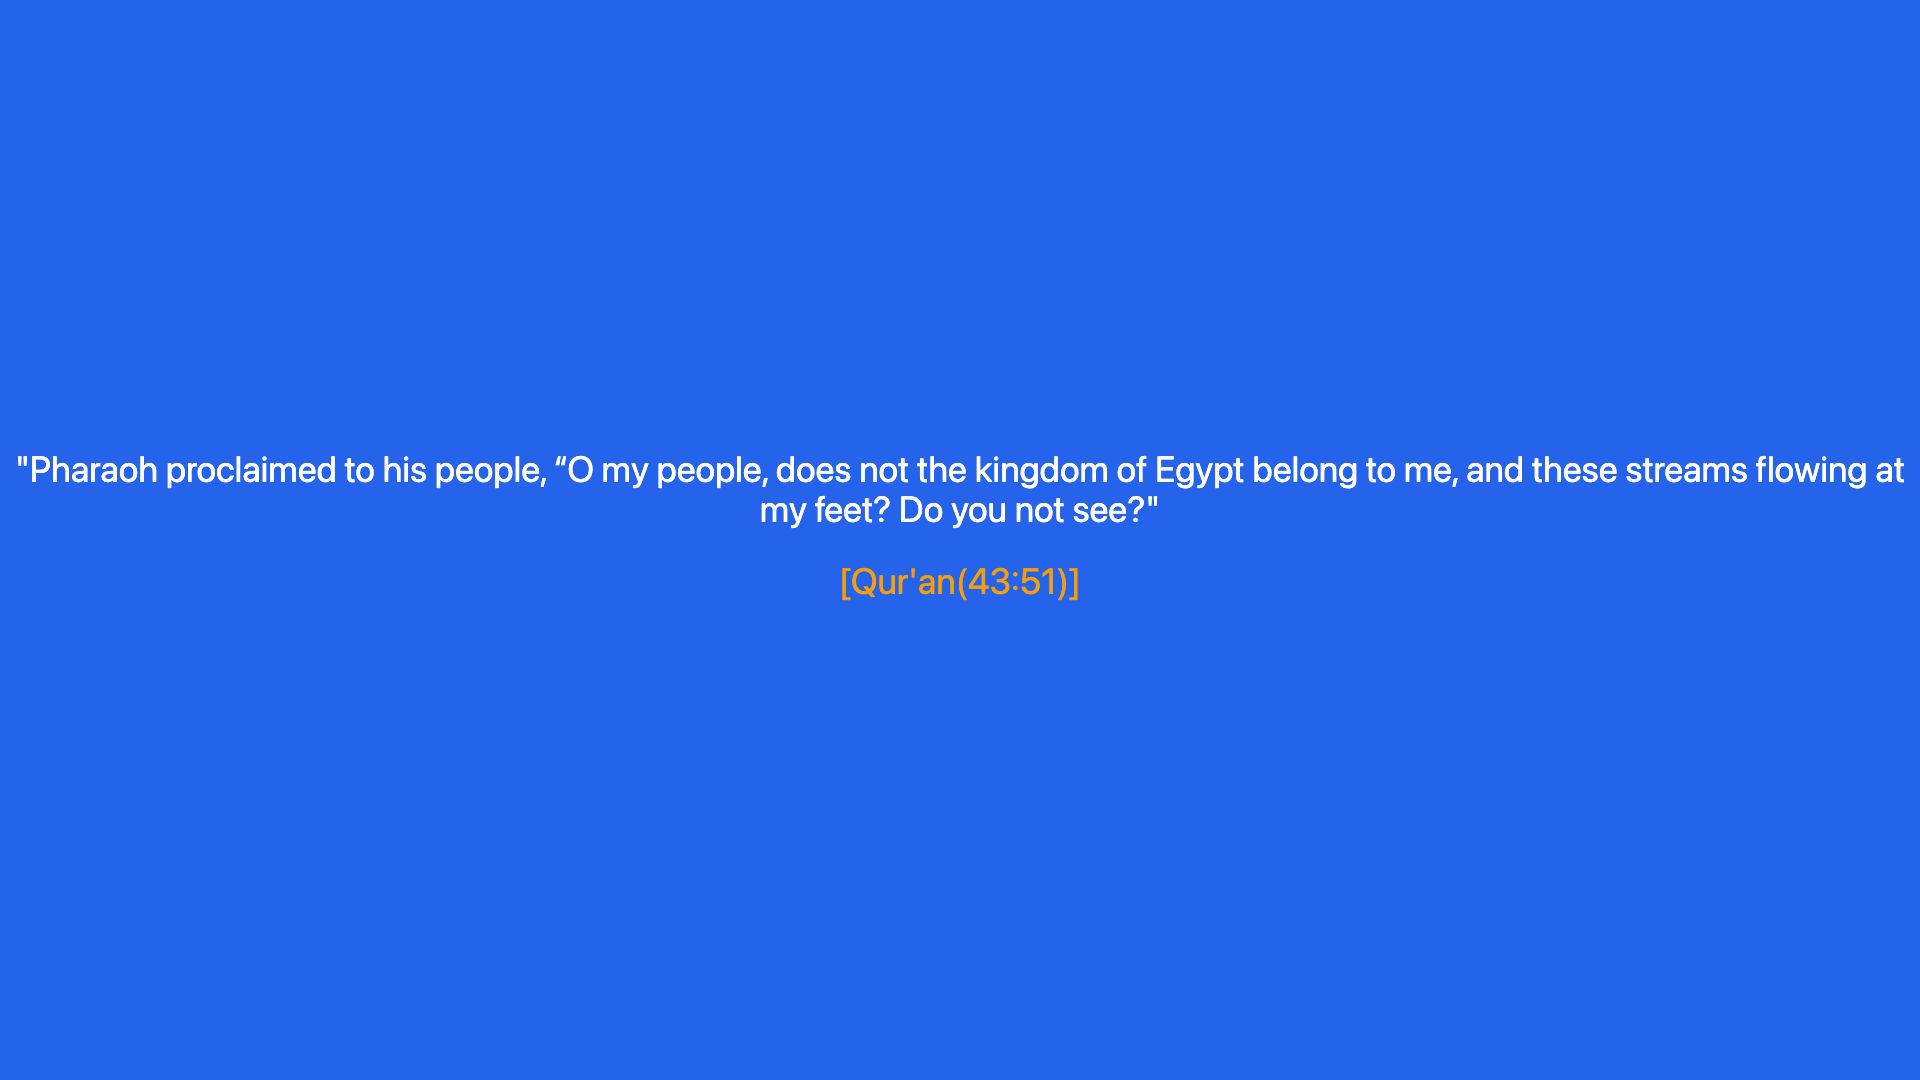 "Pharaoh proclaimed to his people, “O my people, does not the kingdom of Egypt belong to me, and these streams flowing at
my feet? Do you not see?"
[Qur'an(43:51)]